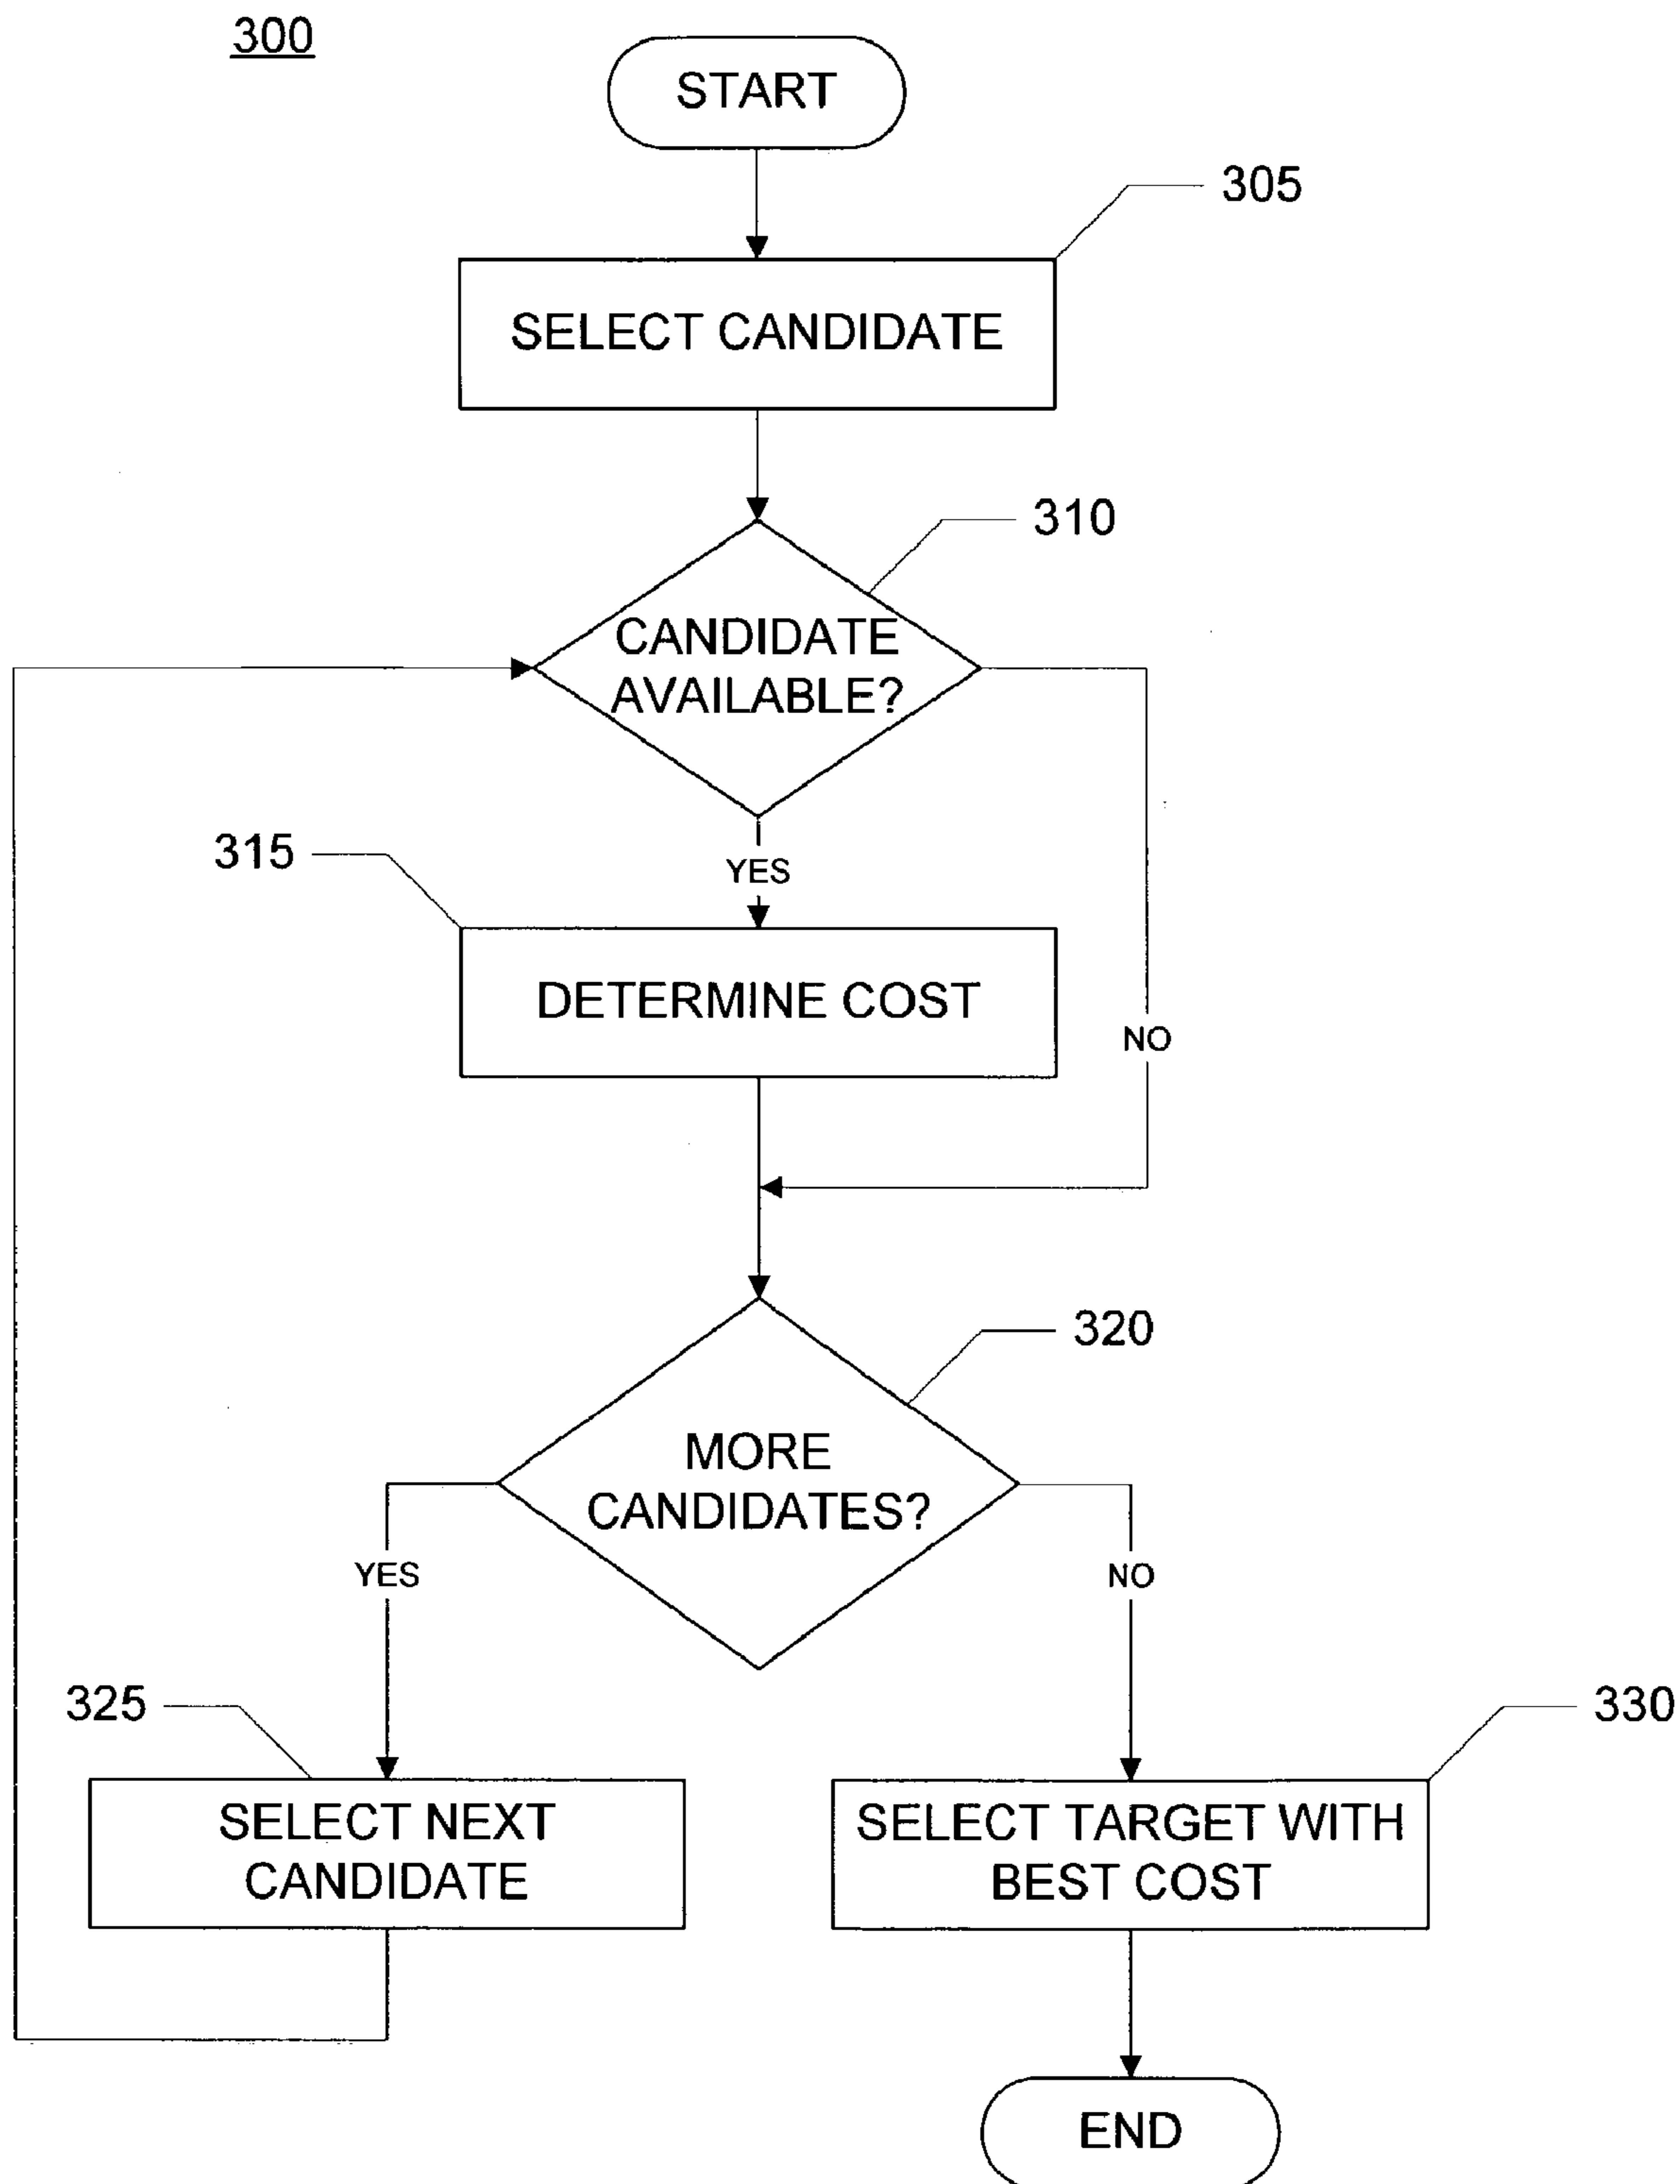 300
START
305
SELECT CANDIDATE
310
CANDIDATE
AVAILABLE?
315
YES
DETERMINE COST
NO
320
MORE
CANDIDATES?
YES
NO
325
330
SELECT NEXT
CANDIDATE
SELECT TARGET WITH
BEST COST
END